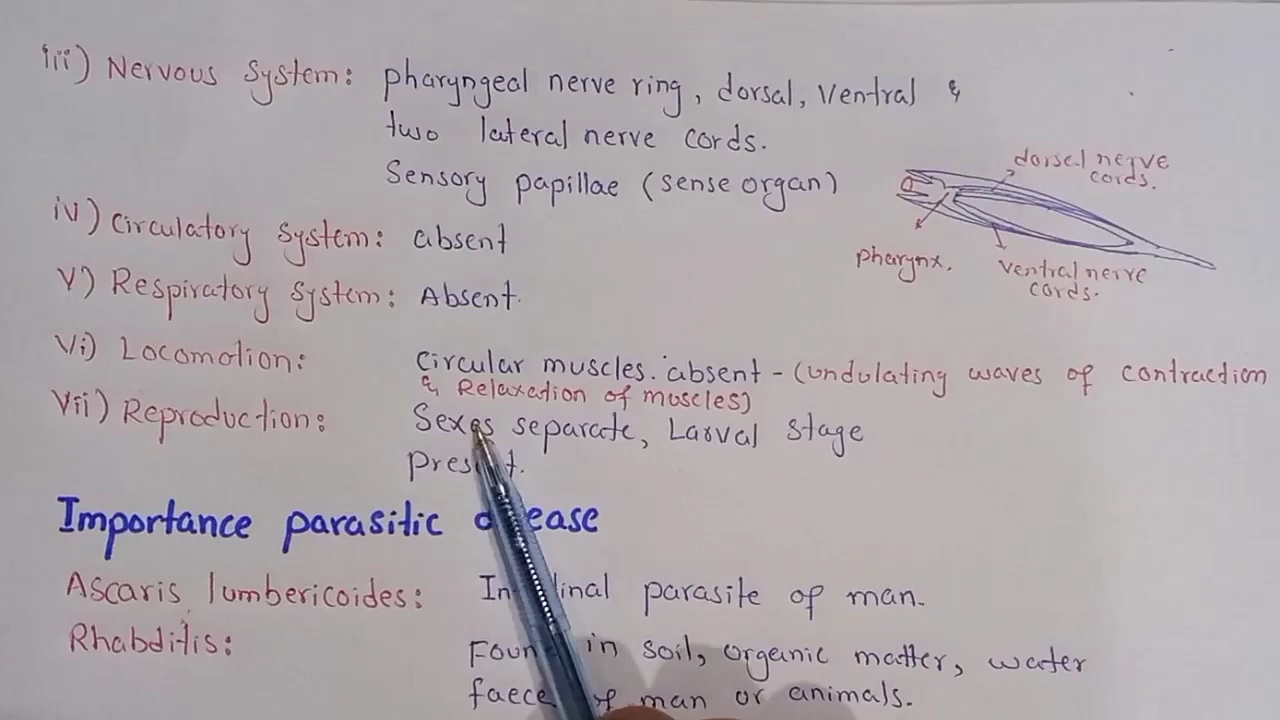 iii) Nervous system: pharyngeal nerve ring, dorsal, ventral &
two lateral nerve cords.
Sensory papillae (sense organ)
dorsal nerve
cords.
pharynx.
ventral nerve
cords.
iv) Circulatory system: absent
v) Respiratory system: Absent.
vi) Locomotion: Circular muscles absent - (undulating waves of contraction
& Relaxation of muscles)
vii) Reproduction: Sexes separate, Larval stage
Importance parasitic
Ascaris lumbericoides: parasite of man.
Rhabditis: in soil, organic matter, water
man or animals.